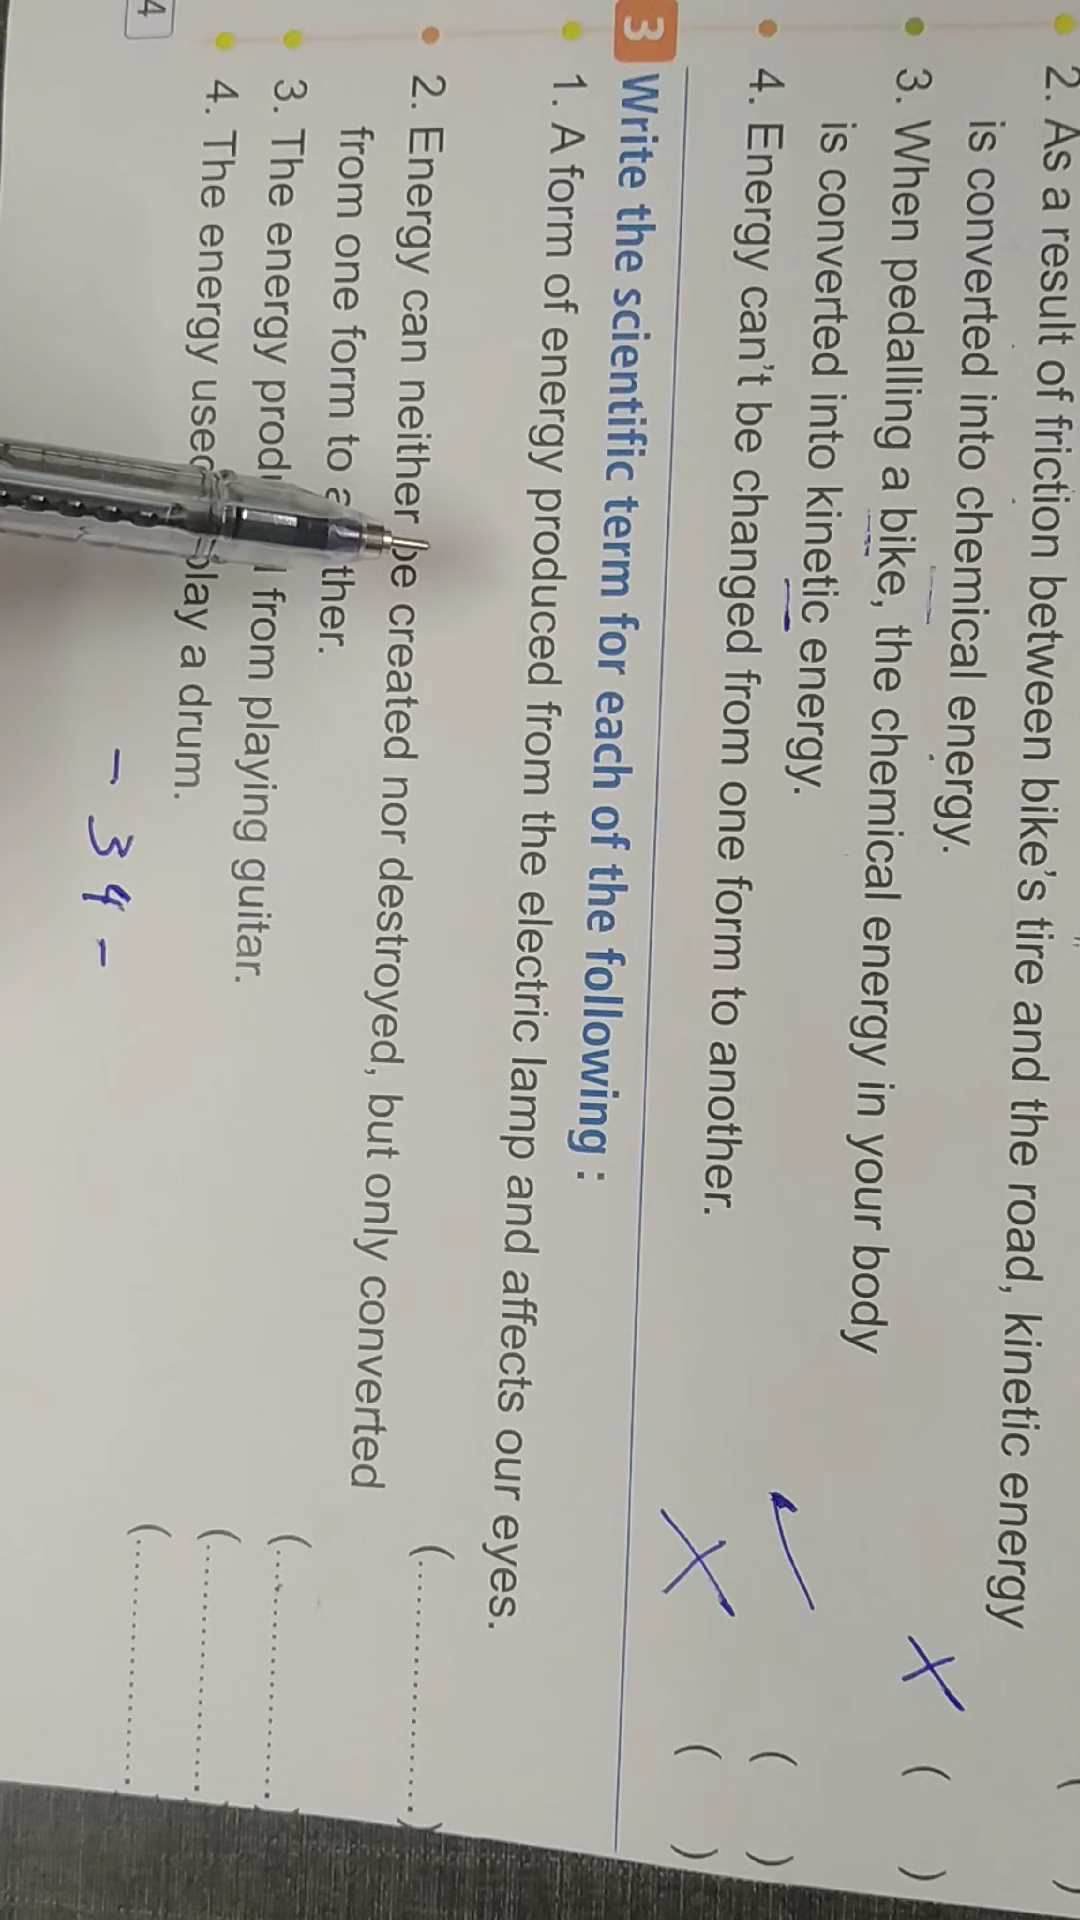 2. As a result of friction between bike's tire and the road, kinetic energy
is converted into chemical energy. ( )
3. When pedalling a bike, the chemical energy in your body
is converted into kinetic energy. ( )
4. Energy can't be changed from one form to another. ( )
3 Write the scientific term for each of the following :
1. A form of energy produced from the electric lamp and affects our eyes.
(....................)
2. Energy can neither be created nor destroyed, but only converted
from one form to ther. (....................)
3. The energy from playing guitar. (....................)
4. The energy play a drum. (....................)
- 34 -
4